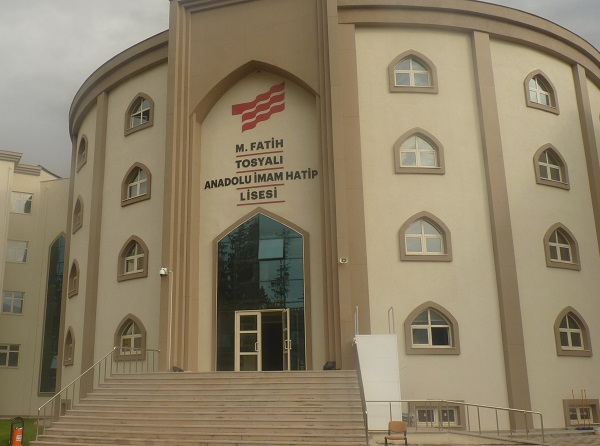 M. FATİH
TOSYALI
ANADOLU İMAM HATİP
LİSESİ